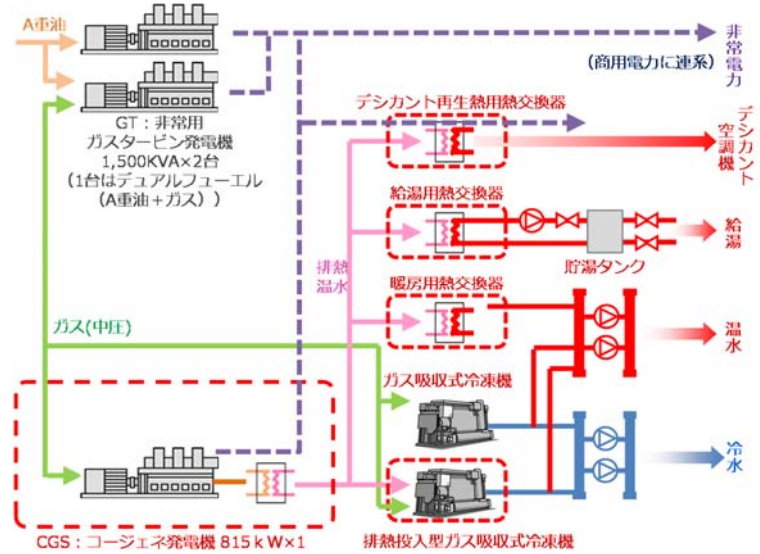 A重油
GT：非常用
ガスタービン発電機
1,500KVA×2台
（1台はデュアルフューエル
（A重油＋ガス））
非常電力
（商用電力に連系）
デシカント再生熱用熱交換器
デシカント
空調機
給湯用熱交換器
給湯
貯湯タンク
排熱
温水
暖房用熱交換器
温水
ガス(中圧)
ガス吸収式冷凍機
冷水
CGS：コージェネ発電機 815ｋW×1
排熱投入型ガス吸収式冷凍機